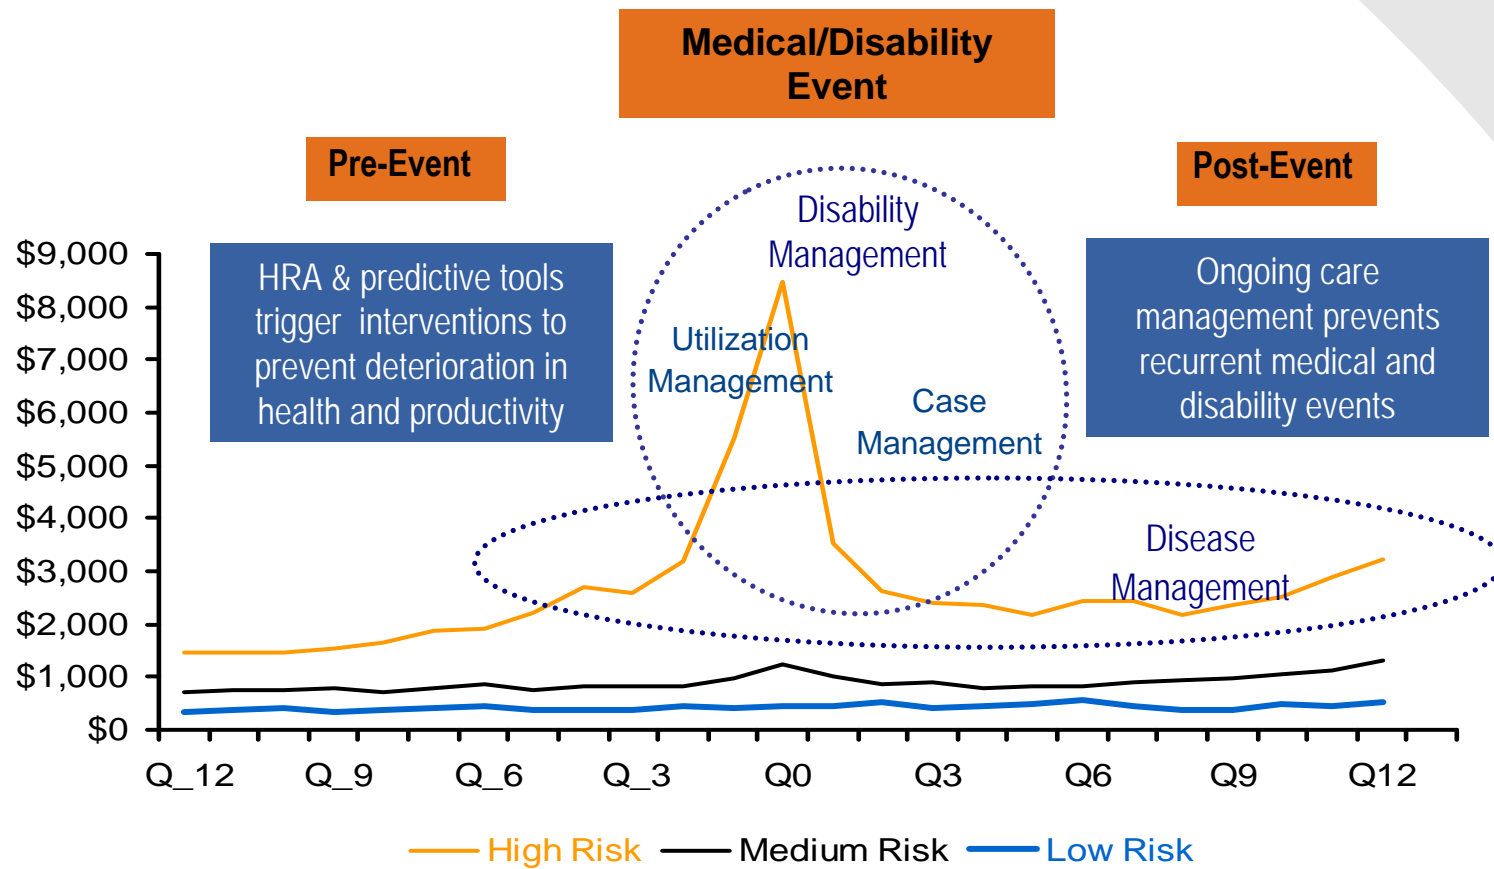 Medical/Disability
Event
Pre-Event
Post-Event
Disability
Management
HRA & predictive tools
trigger interventions to
prevent deterioration in
health and productivity
Utilization
Management
Case
Management
Ongoing care
management prevents
recurrent medical and
disability events
Disease
Management
$9,000
$8,000
$7,000
$6,000
$5,000
$4,000
$3,000
$2,000
$1,000
$0
Q_12 Q_9 Q_6 Q_3 Q0 Q3 Q6 Q9 Q12
High Risk Medium Risk Low Risk